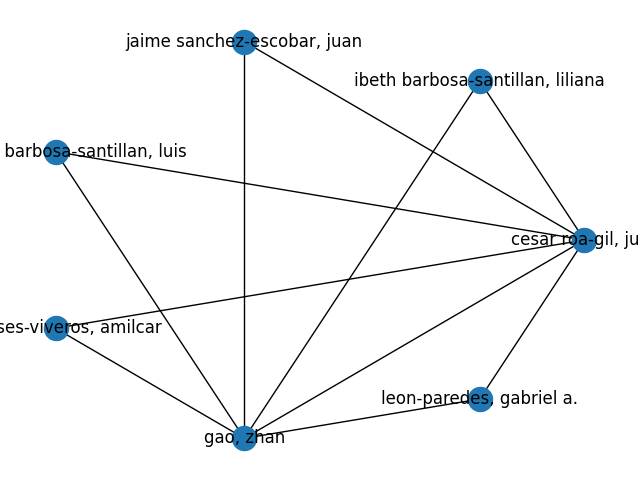 jaime sanchez-escobar, juan
ibeth barbosa-santillan, liliana
barbosa-santillan, luis
cesar roa-gil, ju
ses-viveros, amilcar
leon-paredes, gabriel a.
gao, zhan